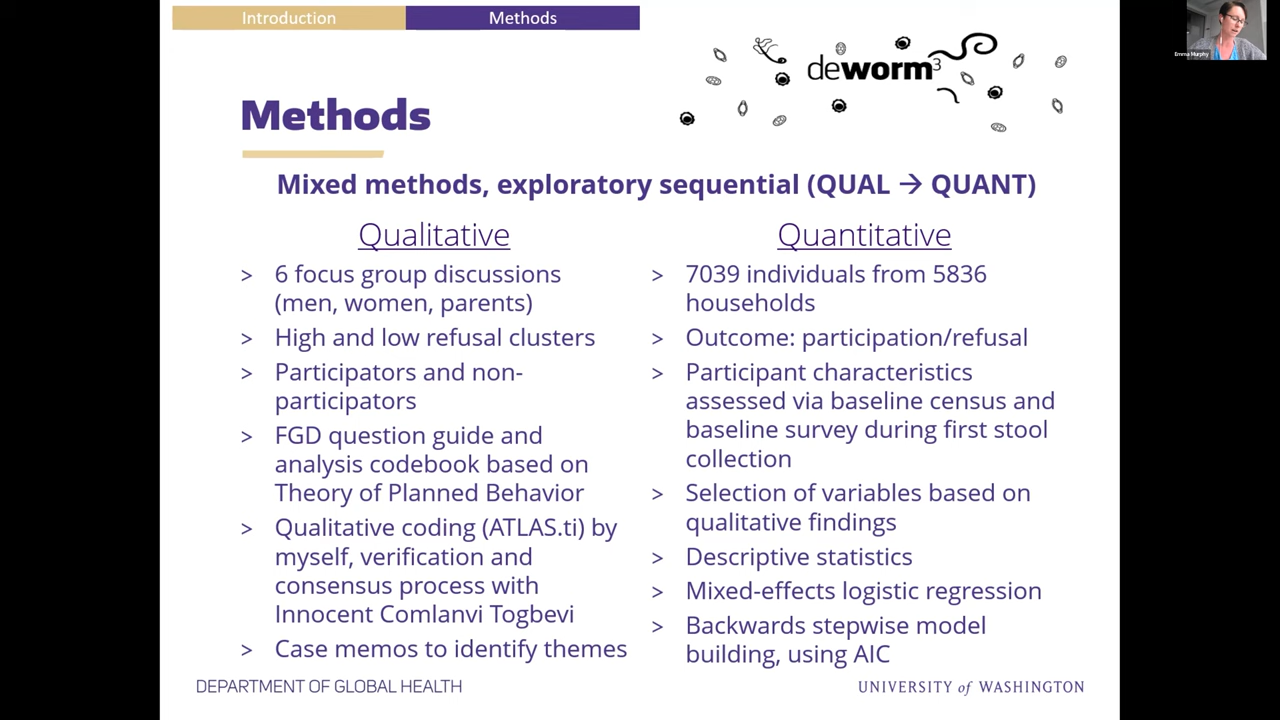 Introduction
Methods
Emma Murphy
deworm3
Methods
Mixed methods, exploratory sequential (QUAL → QUANT)
Qualitative
> 6 focus group discussions
(men, women, parents)
> High and low refusal clusters
> Participators and non-
participators
> FGD question guide and
analysis codebook based on
Theory of Planned Behavior
> Qualitative coding (ATLAS.ti) by
myself, verification and
consensus process with
Innocent Comlanvi Togbevi
> Case memos to identify themes
Quantitative
> 7039 individuals from 5836
households
> Outcome: participation/refusal
> Participant characteristics
assessed via baseline census and
baseline survey during first stool
collection
> Selection of variables based on
qualitative findings
> Descriptive statistics
> Mixed-effects logistic regression
> Backwards stepwise model
building, using AIC
DEPARTMENT OF GLOBAL HEALTH
UNIVERSITY of WASHINGTON